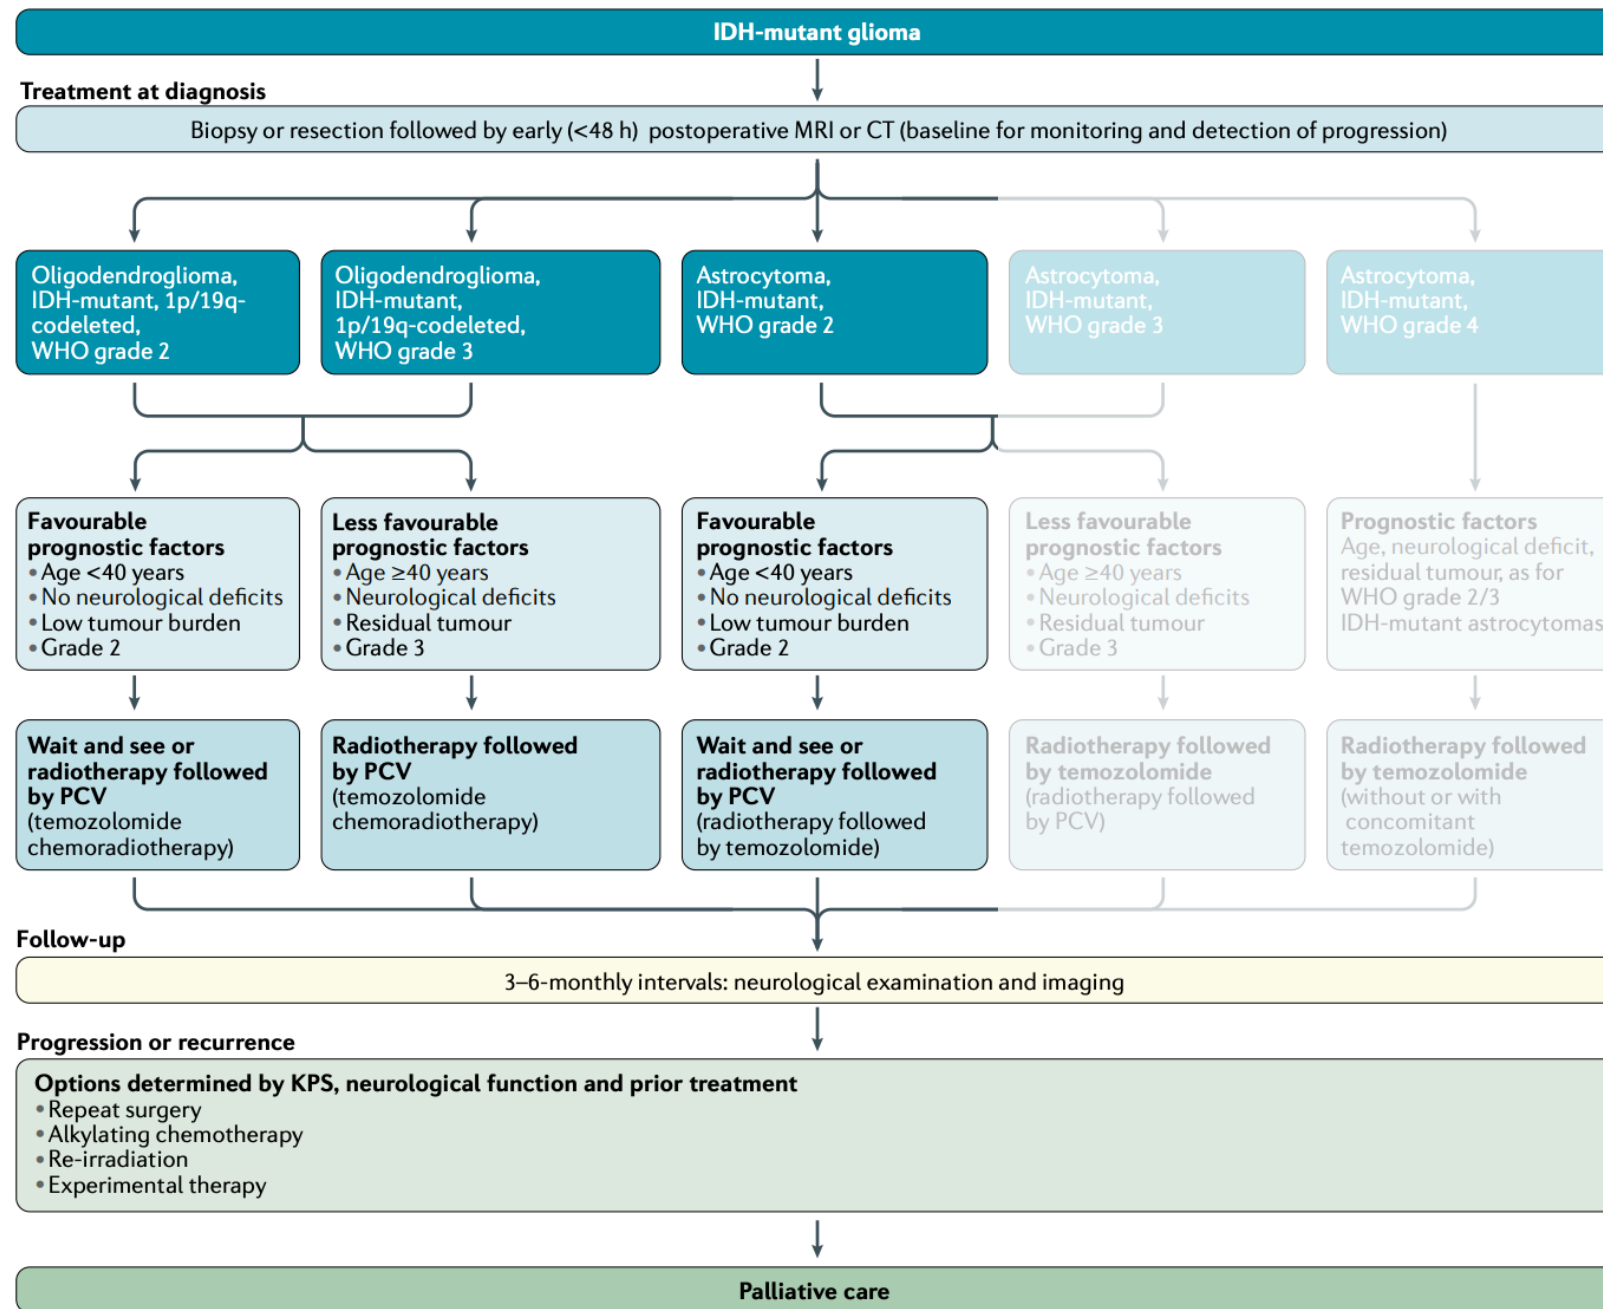 IDH-mutant glioma
Treatment at diagnosis
Biopsy or resection followed by early (<48 h) postoperative MRI or CT (baseline for monitoring and detection of progression)
Oligodendroglioma,
IDH-mutant, 1p/19q-
codeleted,
WHO grade 2
Oligodendroglioma,
IDH-mutant,
1p/19q-codeleted,
WHO grade 3
Astrocytoma,
IDH-mutant,
WHO grade 2
Astrocytoma,
IDH-mutant,
WHO grade 3
Astrocytoma,
IDH-mutant,
WHO grade 4
Favourable
prognostic factors
• Age <40 years
• No neurological deficits
• Low tumour burden
• Grade 2
Less favourable
prognostic factors
• Age ≥40 years
• Neurological deficits
• Residual tumour
• Grade 3
Favourable
prognostic factors
• Age <40 years
• No neurological deficits
• Low tumour burden
• Grade 2
Less favourable
prognostic factors
• Age ≥40 years
• Neurological deficits
• Residual tumour
• Grade 3
Prognostic factors
Age, neurological deficit,
residual tumour, as for
WHO grade 2/3
IDH-mutant astrocytomas
Wait and see or
radiotherapy followed
by PCV
(temozolomide
chemoradiotherapy)
Radiotherapy followed
by PCV
(temozolomide
chemoradiotherapy)
Wait and see or
radiotherapy followed
by PCV
(radiotherapy followed
by temozolomide)
Radiotherapy followed
by temozolomide
(radiotherapy followed
by PCV)
Radiotherapy followed
by temozolomide
(without or with
concomitant
temozolomide)
Follow-up
3–6-monthly intervals: neurological examination and imaging
Progression or recurrence
Options determined by KPS, neurological function and prior treatment
• Repeat surgery
• Alkylating chemotherapy
• Re-irradiation
• Experimental therapy
Palliative care